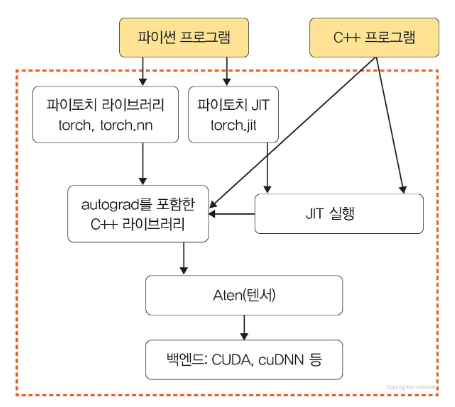 파이썬 프로그램
C++ 프로그램
파이토치 라이브러리
torch, torch.nn
파이토치 JIT
torch.jit
autograd를 포함한
C++ 라이브러리
JIT 실행
Aten(텐서)
백엔드: CUDA, cuDNN 등
Copyrighted material